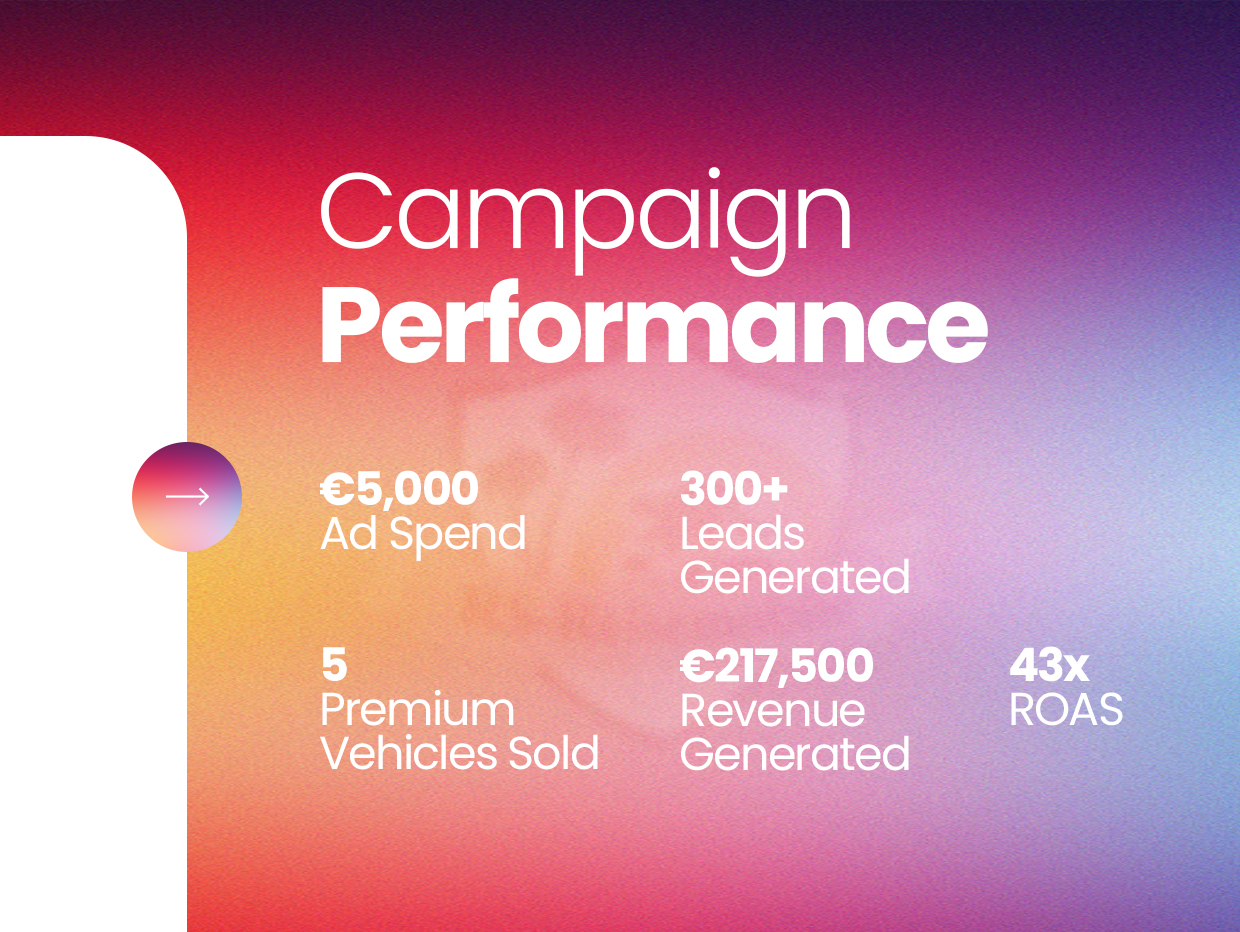 Campaign
Performance
€5,000
Ad Spend
300+
Leads
Generated
5
Premium
Vehicles Sold
€217,500
Revenue
Generated
43x
ROAS